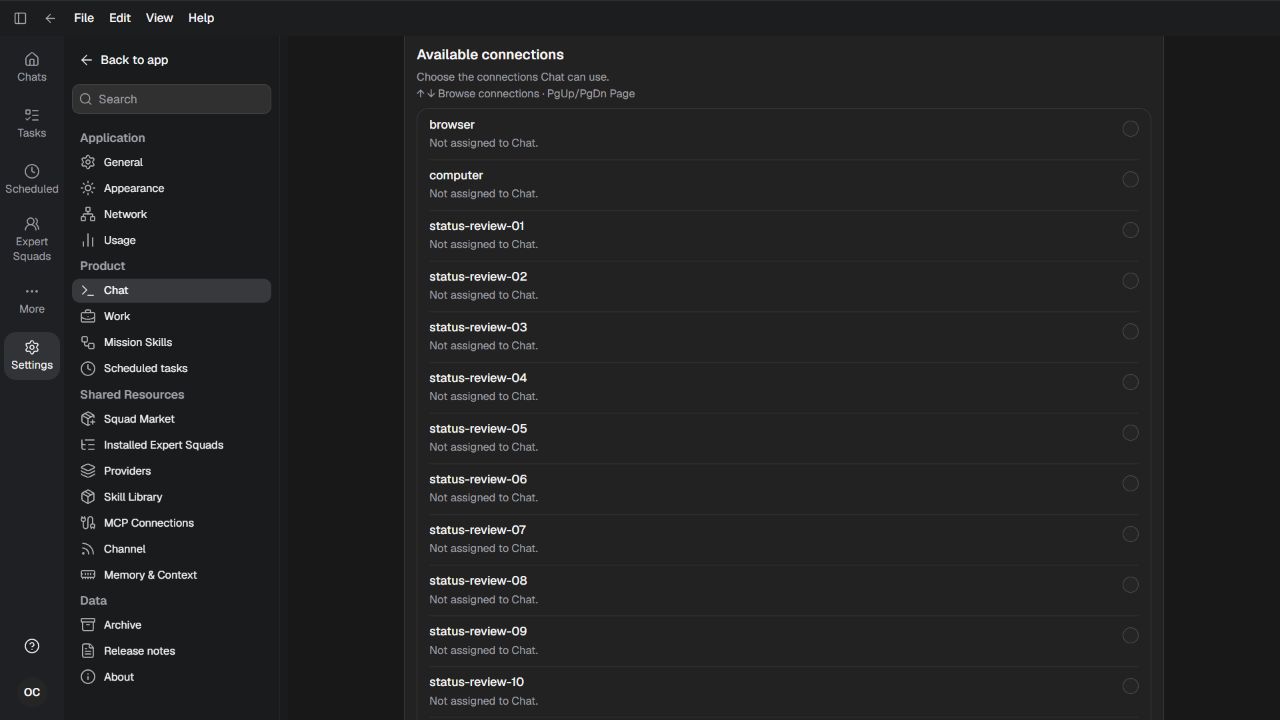 File Edit View Help
Chats
Tasks
Scheduled
Expert
Squads
More
Settings
OC
Back to app
Search
Application
General
Appearance
Network
Usage
Product
Chat
Work
Mission Skills
Scheduled tasks
Shared Resources
Squad Market
Installed Expert Squads
Providers
Skill Library
MCP Connections
Channel
Memory & Context
Data
Archive
Release notes
About
Available connections
Choose the connections Chat can use.
↑↓ Browse connections · PgUp/PgDn Page
browser
Not assigned to Chat.
computer
Not assigned to Chat.
status-review-01
Not assigned to Chat.
status-review-02
Not assigned to Chat.
status-review-03
Not assigned to Chat.
status-review-04
Not assigned to Chat.
status-review-05
Not assigned to Chat.
status-review-06
Not assigned to Chat.
status-review-07
Not assigned to Chat.
status-review-08
Not assigned to Chat.
status-review-09
Not assigned to Chat.
status-review-10
Not assigned to Chat.